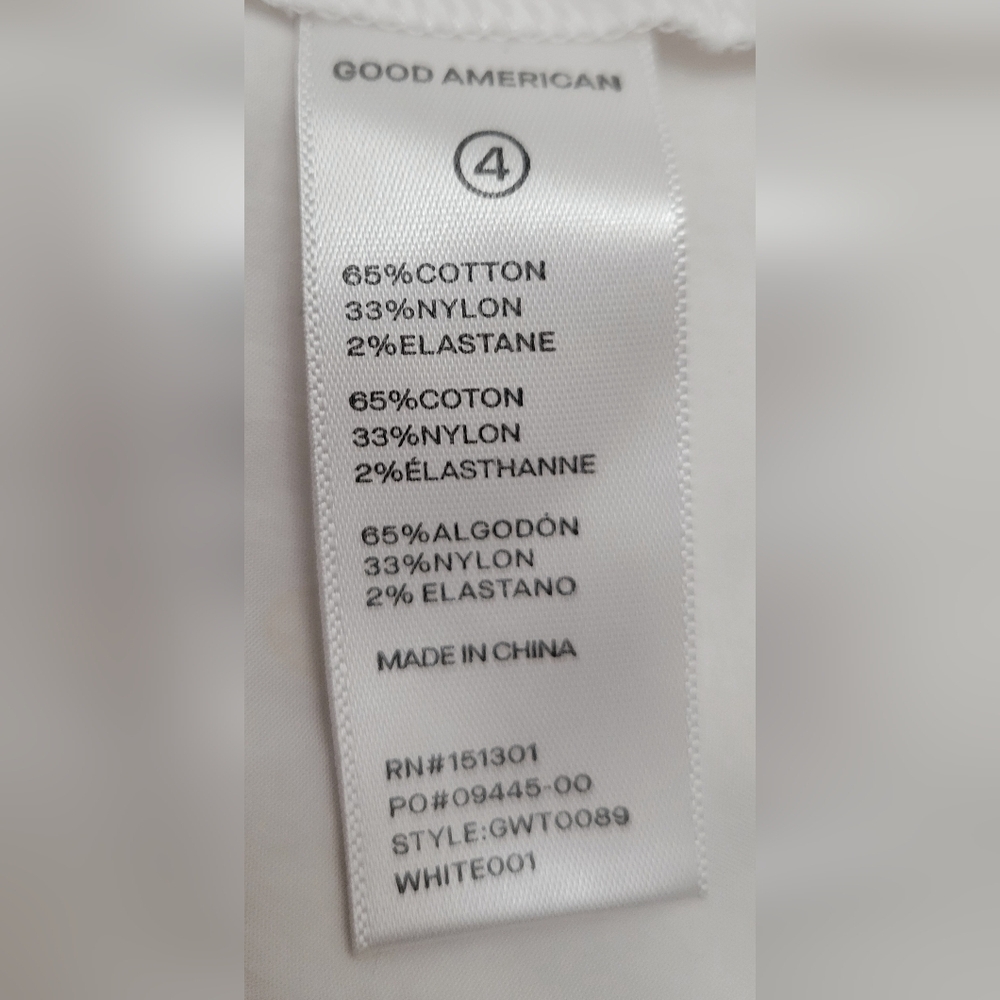 GOOD AMERICAN
4
65%COTTON
33%NYLON
2%ELASTANE
65%COTON
33%NYLON
2%ÉLASTHANNE
65%ALGODÓN
33%NYLON
2% ELASTANO
MADE IN CHINA
RN#151301
PO#09445-00
STYLE:GWT0089
WHITE001